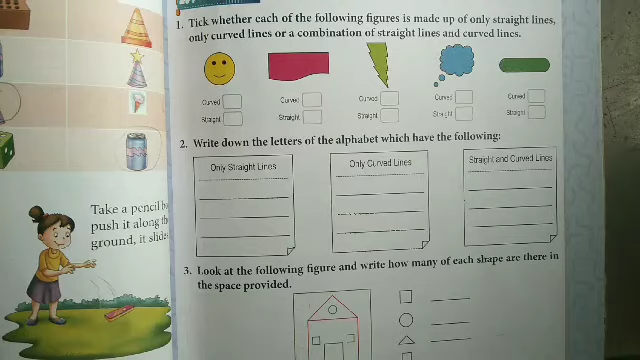 1. Tick whether each of the following figures is made up of only straight lines,
only curved lines or a combination of straight lines and curved lines.
Curved Curved Curved Curved Curved
Straight Straight Straight Straight Straight
2. Write down the letters of the alphabet which have the following:
Only Straight Lines Only Curved Lines Straight and Curved Lines
Take a pencil
push it along
ground, it
3. Look at the following figure and write how many of each shape are there in
the space provided.